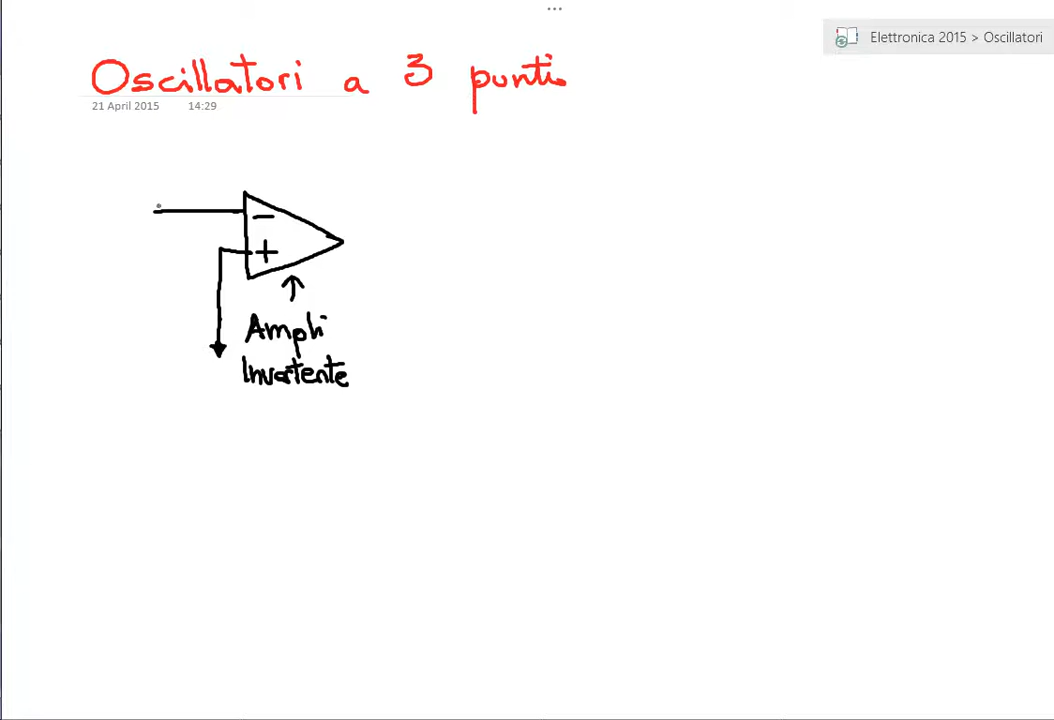 ...
Elettronica 2015 > Oscillatori
Oscillatori a 3 punti
21 April 2015 14:29
−
+
Ampli
Invertente